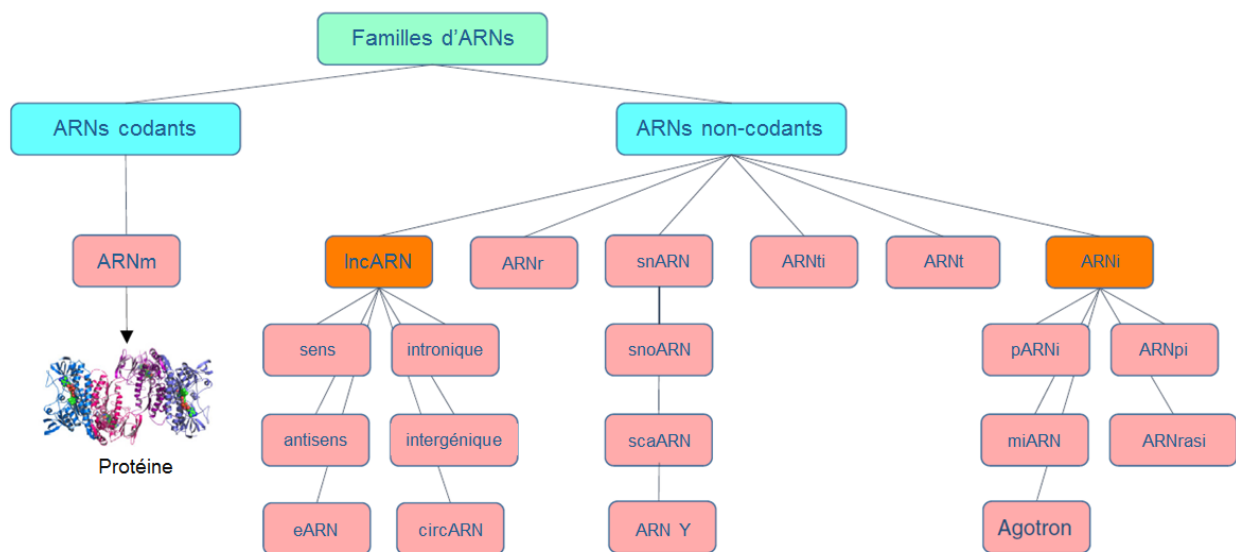 Familles d'ARNs
ARNs codants
ARNs non-codants
ARNm
lncARN
ARNr
snARN
ARNti
ARNt
ARNi
sens
intronique
snoARN
pARNi
ARNpi
antisens
intergénique
scaARN
miARN
ARNrasi
Protéine
eARN
circARN
ARN Y
Agotron